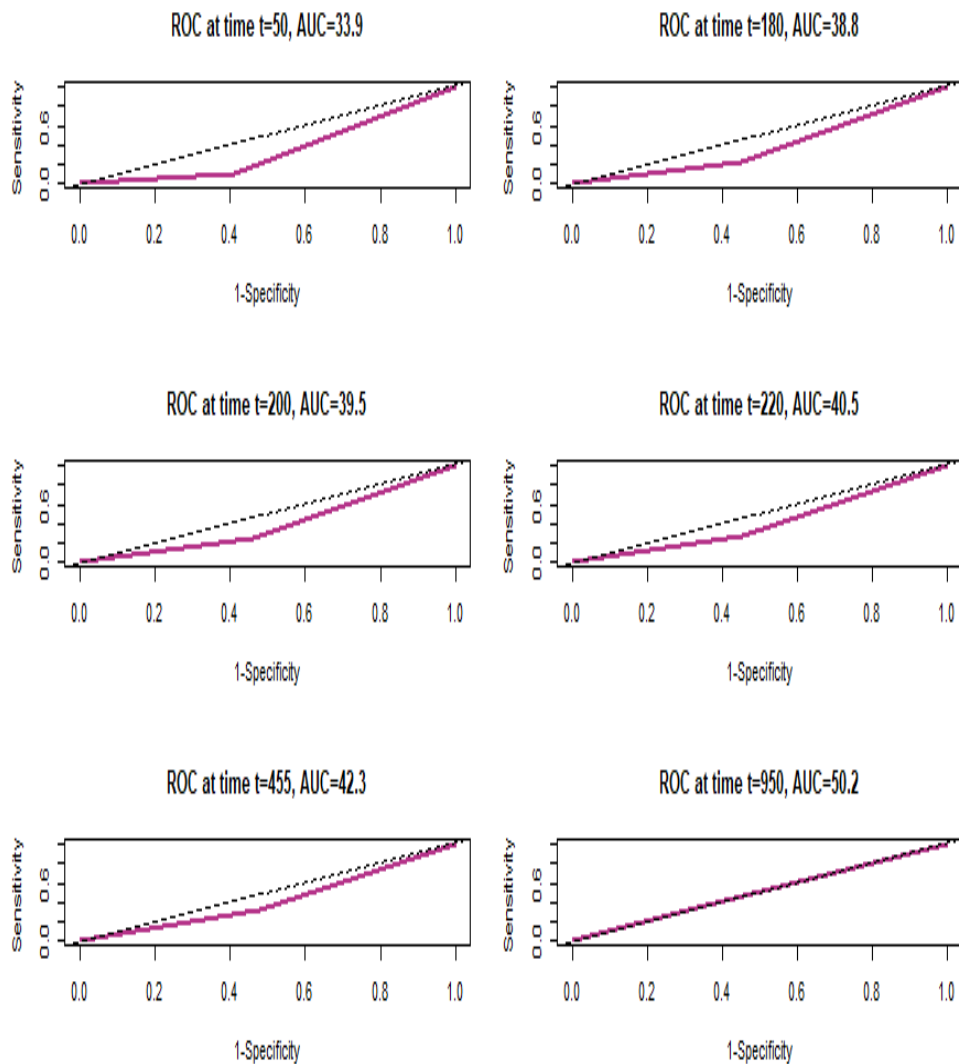 ROC at time t=50, AUC=33.9
Sensitivity
0.0 0.6
0.0 0.2 0.4 0.6 0.8 1.0
1-Specificity
ROC at time t=180, AUC=38.8
Sensitivity
0.0 0.6
0.0 0.2 0.4 0.6 0.8 1.0
1-Specificity
ROC at time t=200, AUC=39.5
Sensitivity
0.0 0.6
0.0 0.2 0.4 0.6 0.8 1.0
1-Specificity
ROC at time t=220, AUC=40.5
Sensitivity
0.0 0.6
0.0 0.2 0.4 0.6 0.8 1.0
1-Specificity
ROC at time t=455, AUC=42.3
Sensitivity
0.0 0.6
0.0 0.2 0.4 0.6 0.8 1.0
1-Specificity
ROC at time t=950, AUC=50.2
Sensitivity
0.0 0.6
0.0 0.2 0.4 0.6 0.8 1.0
1-Specificity